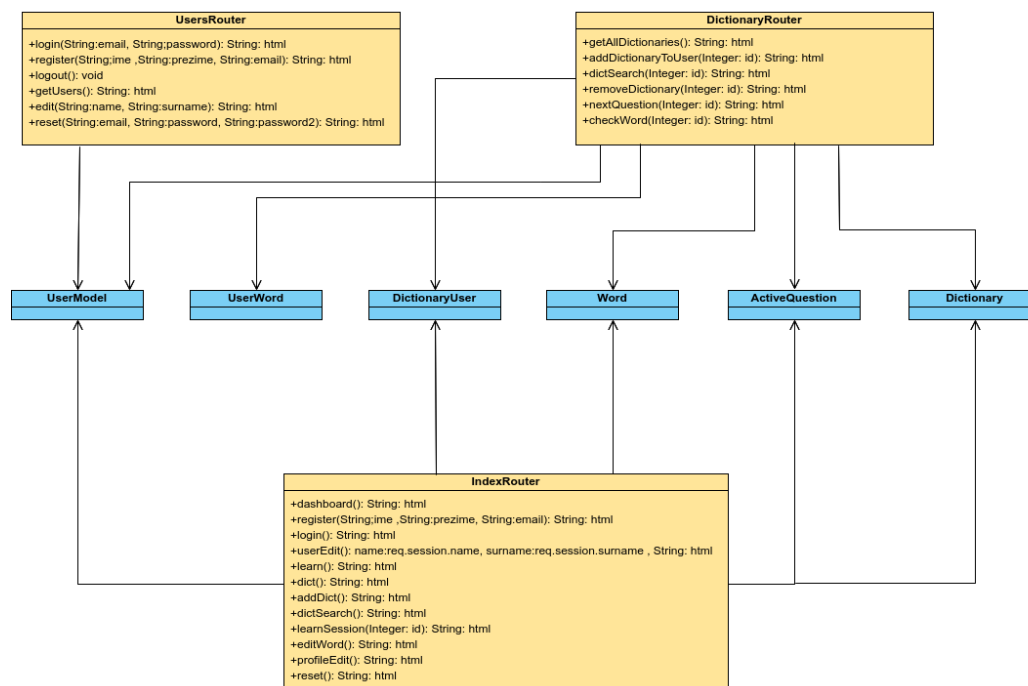 UsersRouter
+login(String:email, String;password): String: html
+register(String;ime ,String:prezime, String:email): String: html
+logout(): void
+getUsers(): String: html
+edit(String:name, String:surname): String: html
+reset(String:email, String:password, String:password2): String: html
DictionaryRouter
+getAllDictionaries(): String: html
+addDictionaryToUser(Integer: id): String: html
+dictSearch(Integer: id): String: html
+removeDictionary(Integer: id): String: html
+nextQuestion(Integer: id): String: html
+checkWord(Integer: id): String: html
UserModel
UserWord
DictionaryUser
Word
ActiveQuestion
Dictionary
IndexRouter
+dashboard(): String: html
+register(String;ime ,String:prezime, String:email): String: html
+login(): String: html
+userEdit(): name:req.session.name, surname:req.session.surname , String: html
+learn(): String: html
+dict(): String: html
+addDict(): String: html
+dictSearch(): String: html
+learnSession(Integer: id): String: html
+editWord(): String: html
+profileEdit(): String: html
+reset(): String: html